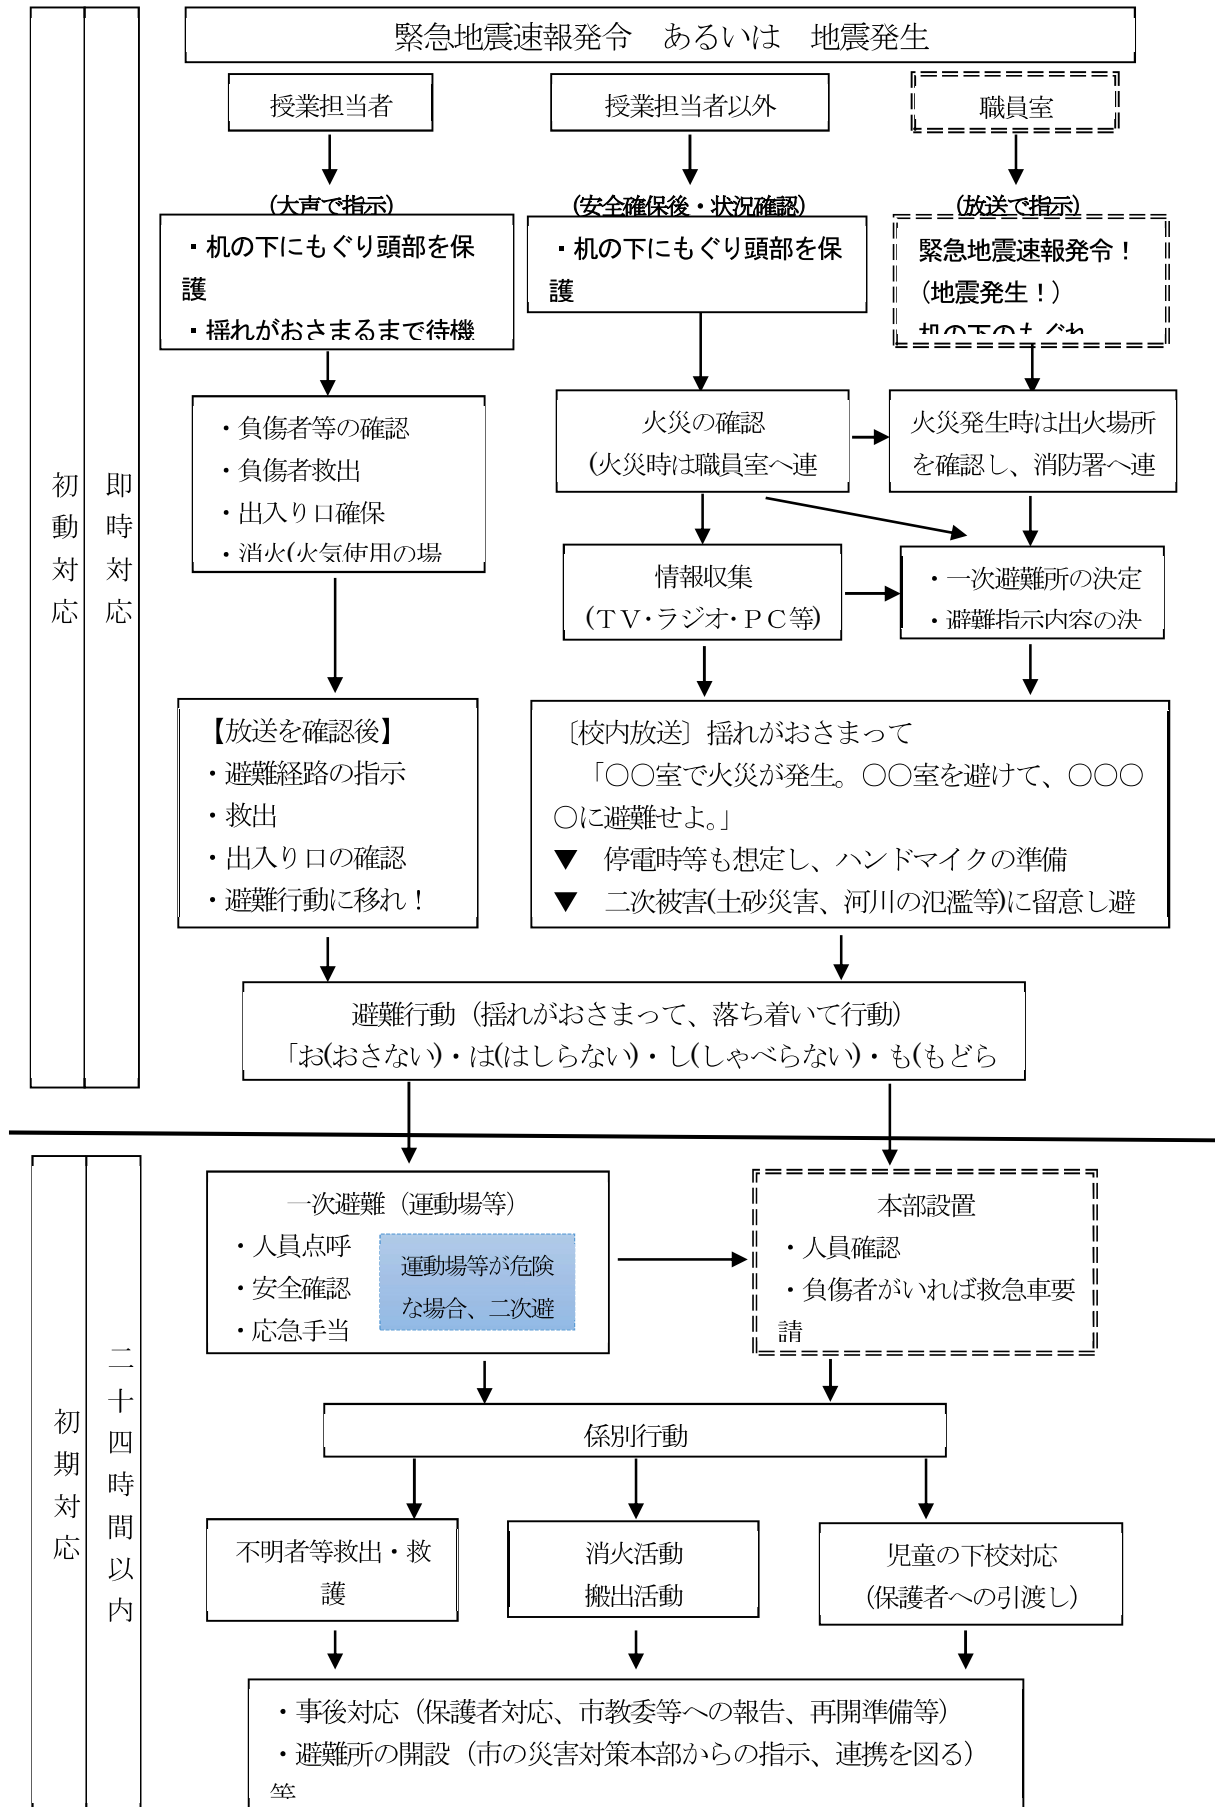 緊急地震速報発令　あるいは　地震発生
授業担当者
授業担当者以外
職員室
(大声で指示)
(安全確保後・状況確認)
(放送で指示)
・机の下にもぐり頭部を保
護
・揺れがおさまるまで待機
・机の下にもぐり頭部を保
護
緊急地震速報発令！
（地震発生！）
机の下のもぐれ
・負傷者等の確認
・負傷者救出
・出入り口確保
・消火(火気使用の場
火災の確認
(火災時は職員室へ連
火災発生時は出火場所
を確認し、消防署へ連
情報収集
(ＴＶ・ラジオ・ＰＣ等)
・一次避難所の決定
・避難指示内容の決
初動対応
即時対応
【放送を確認後】
・避難経路の指示
・救出
・出入り口の確認
・避難行動に移れ！
〔校内放送〕揺れがおさまって
「〇〇室で火災が発生。〇〇室を避けて、〇〇〇
〇に避難せよ。」
▼　停電時等も想定し、ハンドマイクの準備
▼　二次被害(土砂災害、河川の氾濫等)に留意し避
避難行動（揺れがおさまって、落ち着いて行動）
「お(おさない)・は(はしらない)・し(しゃべらない)・も(もどら
一次避難（運動場等）
・人員点呼
・安全確認
・応急手当
運動場等が危険
な場合、二次避
本部設置
・人員確認
・負傷者がいれば救急車要
請
係別行動
初期対応
二十四時間以内
不明者等救出・救
護
消火活動
搬出活動
児童の下校対応
（保護者への引渡し）
・事後対応（保護者対応、市教委等への報告、再開準備等）
・避難所の開設（市の災害対策本部からの指示、連携を図る）
等